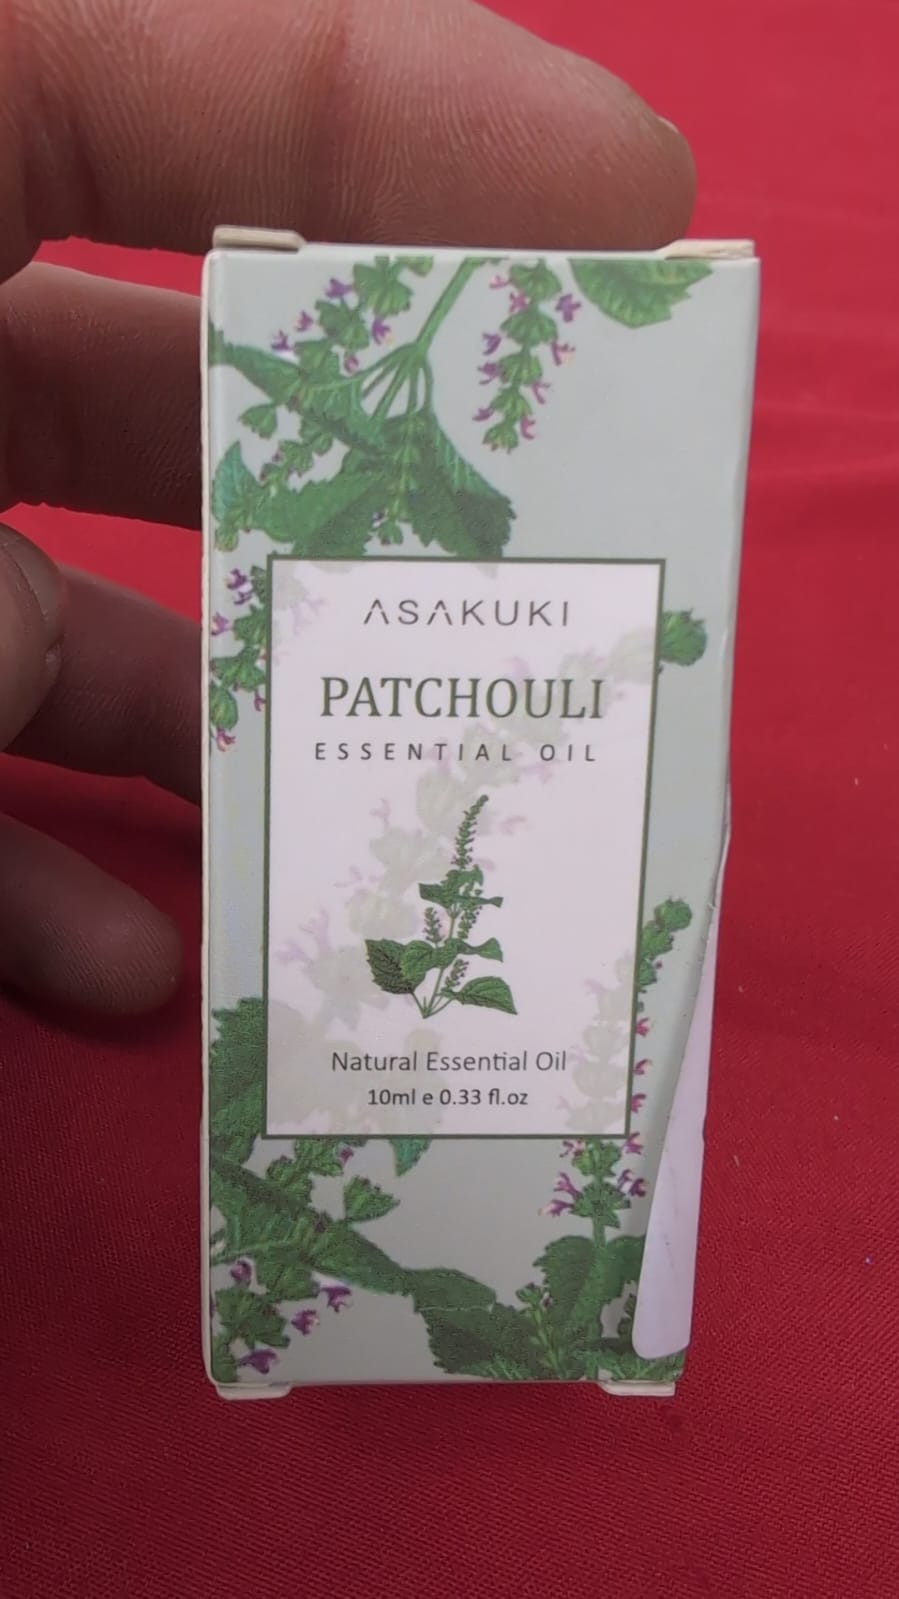 ASAKUKI
PATCHOULI
ESSENTIAL OIL
Natural Essential Oil
10ml e 0.33 fl.oz